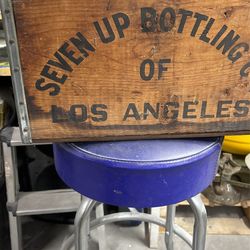 SEVEN UP BOTTLING
OF
LOS ANGELES